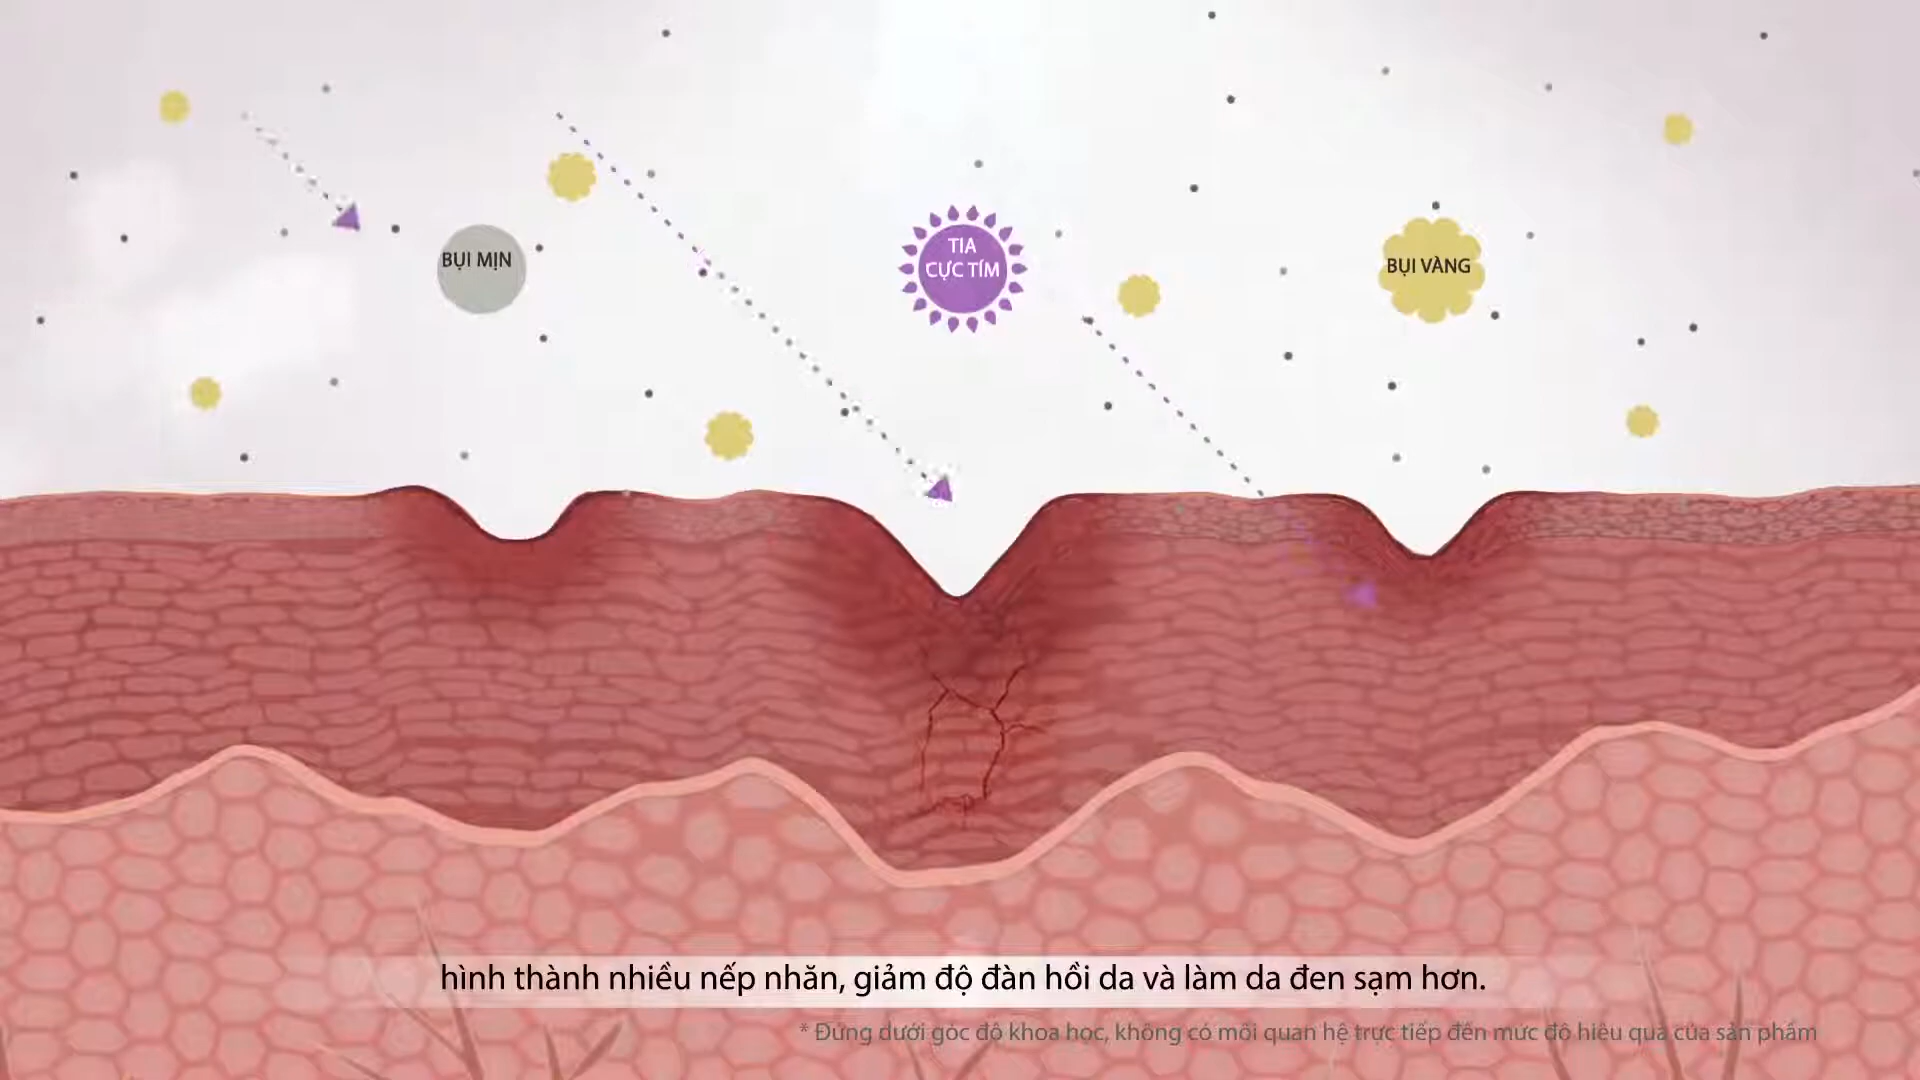 BỤI MỊN
TIA
CỰC TÍM
BỤI VÀNG
hình thành nhiều nếp nhăn, giảm độ đàn hồi da và làm da đen sạm hơn.
* Đứng dưới góc độ khoa học, không có mối quan hệ trực tiếp đến mức độ hiệu quả của sản phẩm